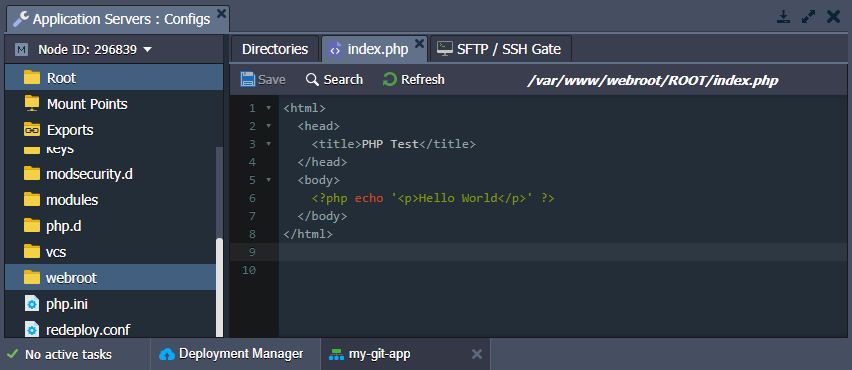 Application Servers : Configs
M Node ID: 296839
Root
Mount Points
Exports
keys
modsecurity.d
modules
php.d
vcs
webroot
php.ini
redeploy.conf
Directories index.php SFTP / SSH Gate
Save Search Refresh /var/www/webroot/ROOT/index.php
1 <html>
2 <head>
3 <title>PHP Test</title>
4 </head>
5 <body>
6 <?php echo '<p>Hello World</p>' ?>
7 </body>
8 </html>
9
10
No active tasks Deployment Manager my-git-app